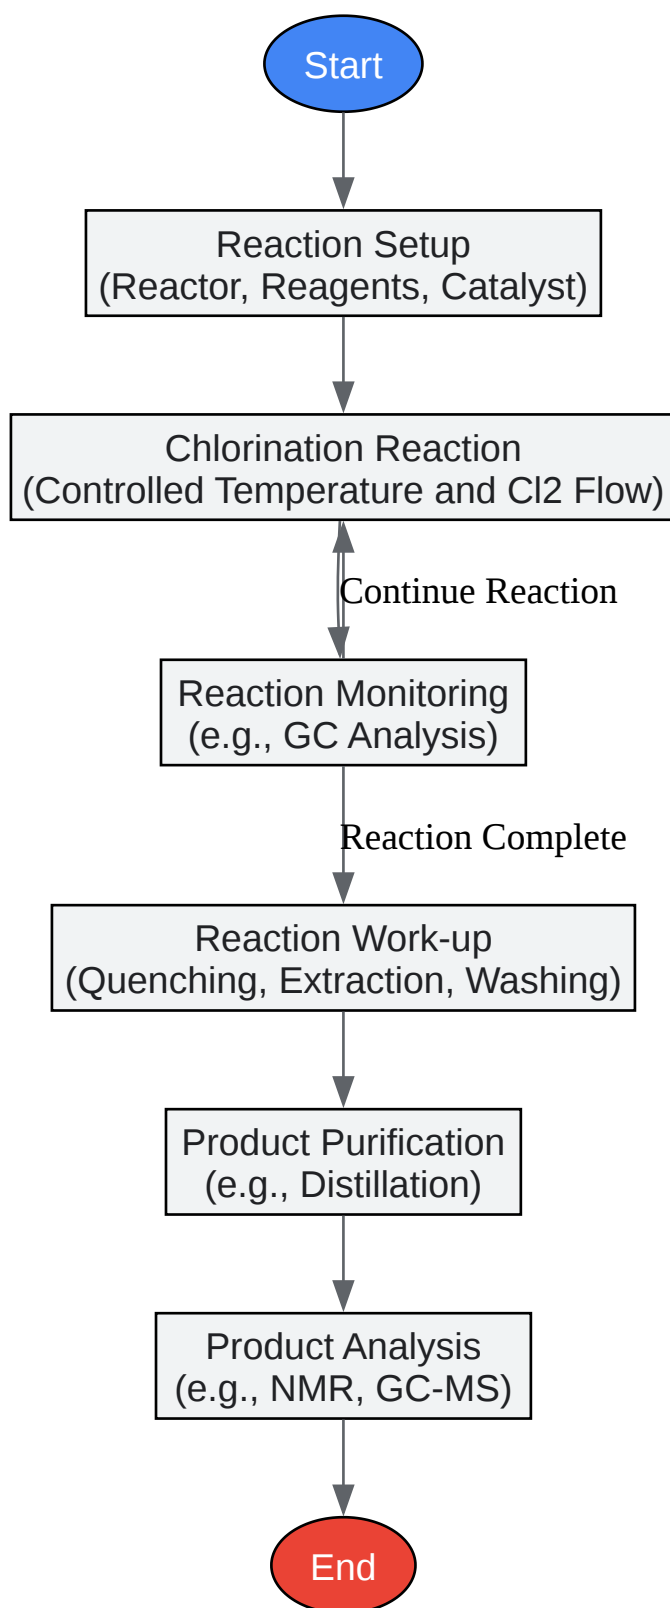 Start
Reaction Setup
(Reactor, Reagents, Catalyst)
Chlorination Reaction
(Controlled Temperature and Cl2 Flow)
Continue Reaction
Reaction Monitoring
(e.g., GC Analysis)
Reaction Complete
Reaction Work-up
(Quenching, Extraction, Washing)
Product Purification
(e.g., Distillation)
Product Analysis
(e.g., NMR, GC-MS)
End